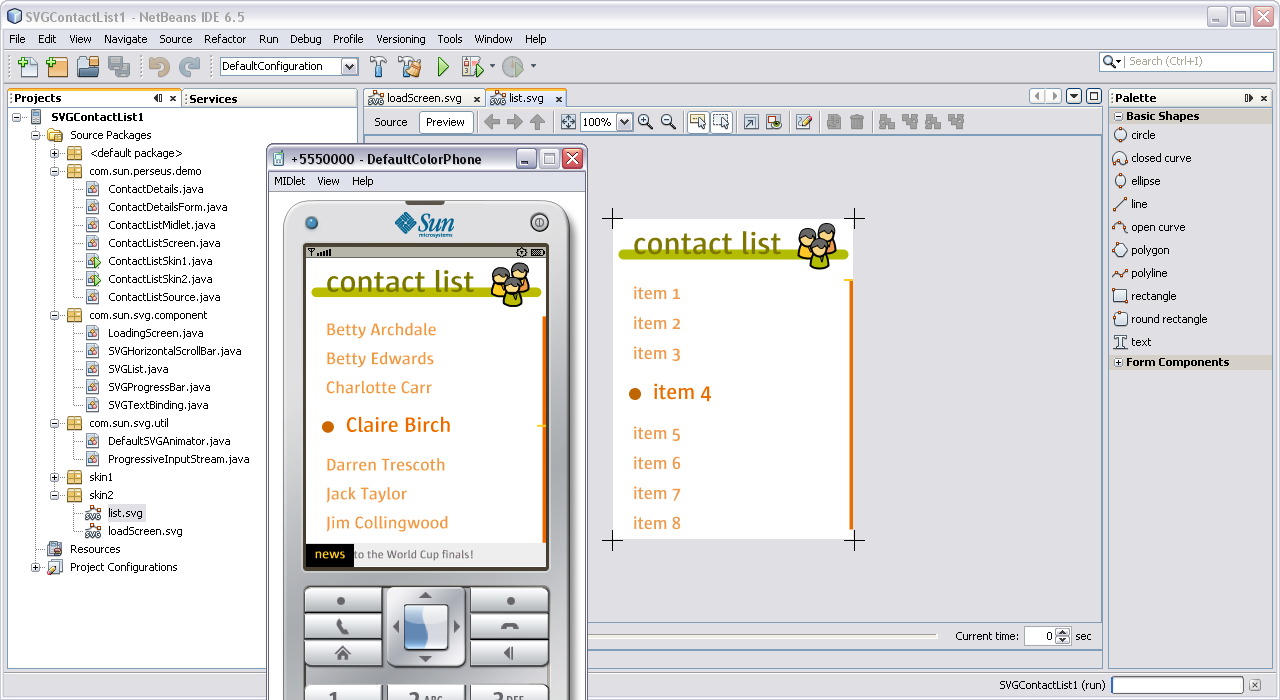 SVGContactList1 - NetBeans IDE 6.5
File Edit View Navigate Source Refactor Run Debug Profile Versioning Tools Window Help
DefaultConfiguration
Search (Ctrl+I)
Projects
Services
SVGContactList1
Source Packages
<default package>
com.sun.perseus.demo
ContactDetails.java
ContactDetailsForm.java
ContactListMidlet.java
ContactListScreen.java
ContactListSkin1.java
ContactListSkin2.java
ContactListSource.java
com.sun.svg.component
LoadingScreen.java
SVGHorizontalScrollBar.java
SVGList.java
SVGProgressBar.java
SVGTextBinding.java
com.sun.svg.util
DefaultSVGAnimator.java
ProgressiveInputStream.java
skin1
skin2
list.svg
loadScreen.svg
Resources
Project Configurations
loadScreen.svg
list.svg
Source Preview 100%
+5550000 - DefaultColorPhone
MIDlet View Help
Sun
microsystems
contact list
Betty Archdale
Betty Edwards
Charlotte Carr
Claire Birch
Darren Trescoth
Jack Taylor
Jim Collingwood
news to the World Cup finals!
1 2 ABC 3 DEF
contact list
item 1
item 2
item 3
item 4
item 5
item 6
item 7
item 8
Current time: 0 sec
Palette
Basic Shapes
circle
closed curve
ellipse
line
open curve
polygon
polyline
rectangle
round rectangle
text
Form Components
SVGContactList1 (run)